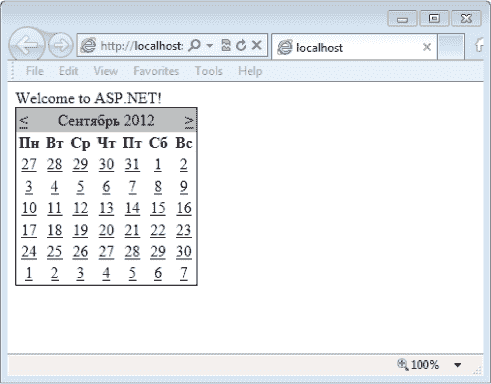 http://localhost:
localhost
File Edit View Favorites Tools Help
Welcome to ASP.NET!
< Сентябрь 2012 >
Пн Вт Ср Чт Пт Сб Вс
27 28 29 30 31 1 2
3 4 5 6 7 8 9
10 11 12 13 14 15 16
17 18 19 20 21 22 23
24 25 26 27 28 29 30
1 2 3 4 5 6 7
100%